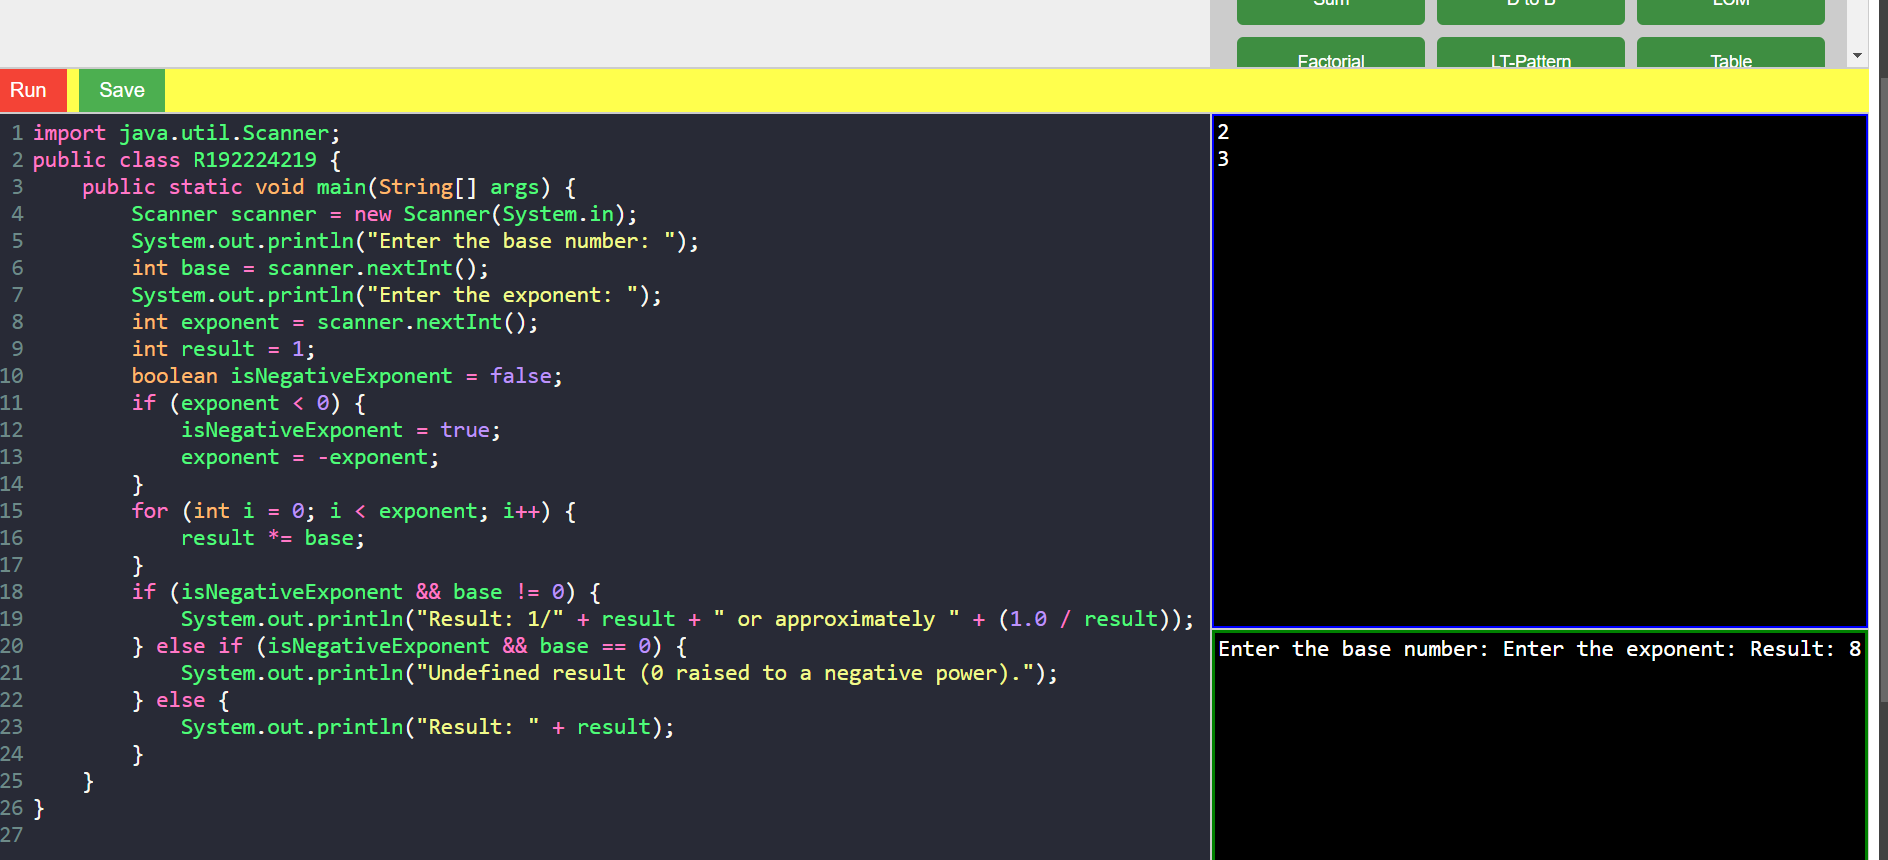 Sum D to B LCM
Factorial LT-Pattern Table
Run Save
1 import java.util.Scanner;
2 public class R192224219 {
3     public static void main(String[] args) {
4         Scanner scanner = new Scanner(System.in);
5         System.out.println("Enter the base number: ");
6         int base = scanner.nextInt();
7         System.out.println("Enter the exponent: ");
8         int exponent = scanner.nextInt();
9         int result = 1;
10         boolean isNegativeExponent = false;
11         if (exponent < 0) {
12             isNegativeExponent = true;
13             exponent = -exponent;
14         }
15         for (int i = 0; i < exponent; i++) {
16             result *= base;
17         }
18         if (isNegativeExponent && base != 0) {
19             System.out.println("Result: 1/" + result + " or approximately " + (1.0 / result));
20         } else if (isNegativeExponent && base == 0) {
21             System.out.println("Undefined result (0 raised to a negative power).");
22         } else {
23             System.out.println("Result: " + result);
24         }
25     }
26 }
27
2
3
Enter the base number: Enter the exponent: Result: 8